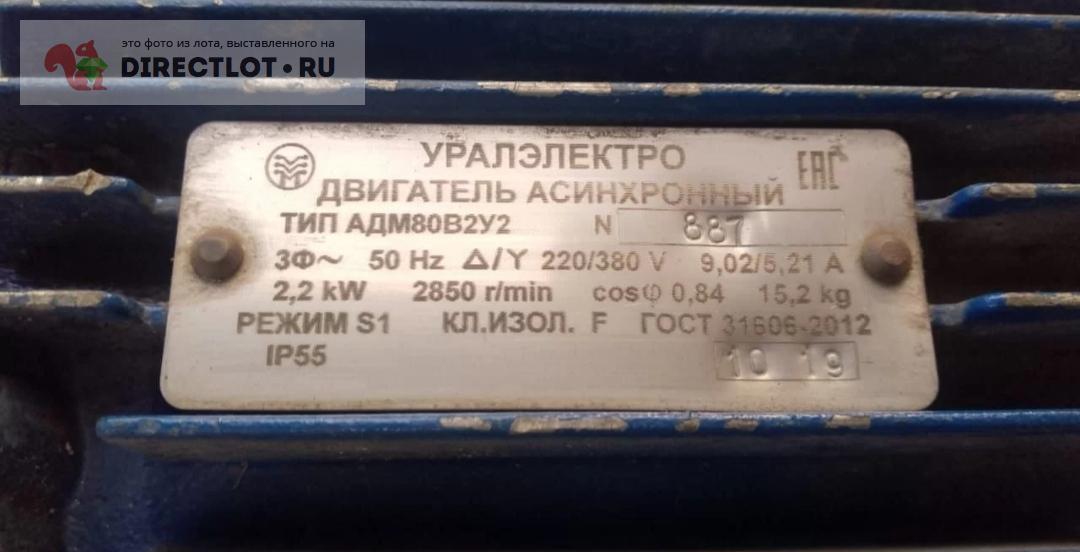 это фото из лота, выставленного на
DIRECTLOT.RU
УРАЛЭЛЕКТРО
ДВИГАТЕЛЬ АСИНХРОННЫЙ
EAC
ТИП АДМ80В2У2 N 887
3Ф~ 50 Hz Δ/Y 220/380 V 9,02/5,21 A
2,2 kW 2850 r/min cosφ 0,84 15,2 kg
РЕЖИМ S1 КЛ.ИЗОЛ. F ГОСТ 31606-2012
IP55 10 19